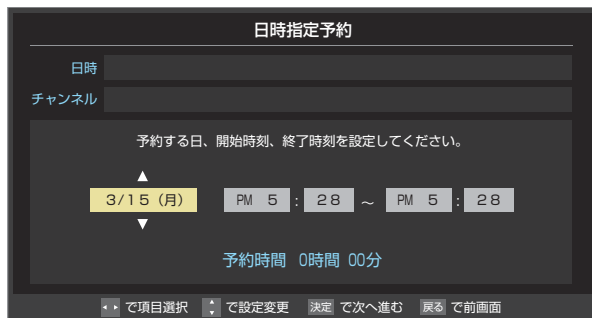 日時指定予約
日時
チャンネル
予約する日、開始時刻、終了時刻を設定してください。
▲
3/15 (月) PM 5 : 28 ～ PM 5 : 28
▼
予約時間 0時間 00分
で項目選択 で設定変更 決定 で次へ進む 戻る で前画面